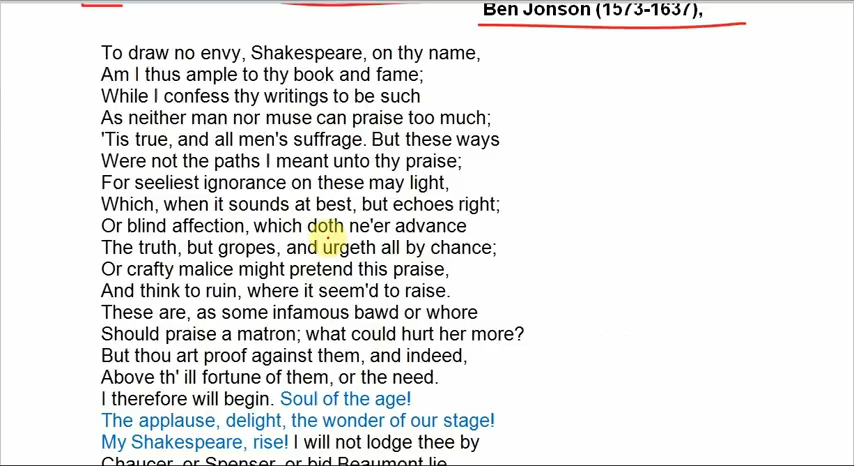 Ben Jonson (1573-1637),
To draw no envy, Shakespeare, on thy name,
Am I thus ample to thy book and fame;
While I confess thy writings to be such
As neither man nor muse can praise too much;
'Tis true, and all men's suffrage. But these ways
Were not the paths I meant unto thy praise;
For seeliest ignorance on these may light,
Which, when it sounds at best, but echoes right;
Or blind affection, which doth ne'er advance
The truth, but gropes, and urgeth all by chance;
Or crafty malice might pretend this praise,
And think to ruin, where it seem'd to raise.
These are, as some infamous bawd or whore
Should praise a matron; what could hurt her more?
But thou art proof against them, and indeed,
Above th' ill fortune of them, or the need.
I therefore will begin. Soul of the age!
The applause, delight, the wonder of our stage!
My Shakespeare, rise! I will not lodge thee by
Chaucer, or Spenser, or bid Beaumont lie